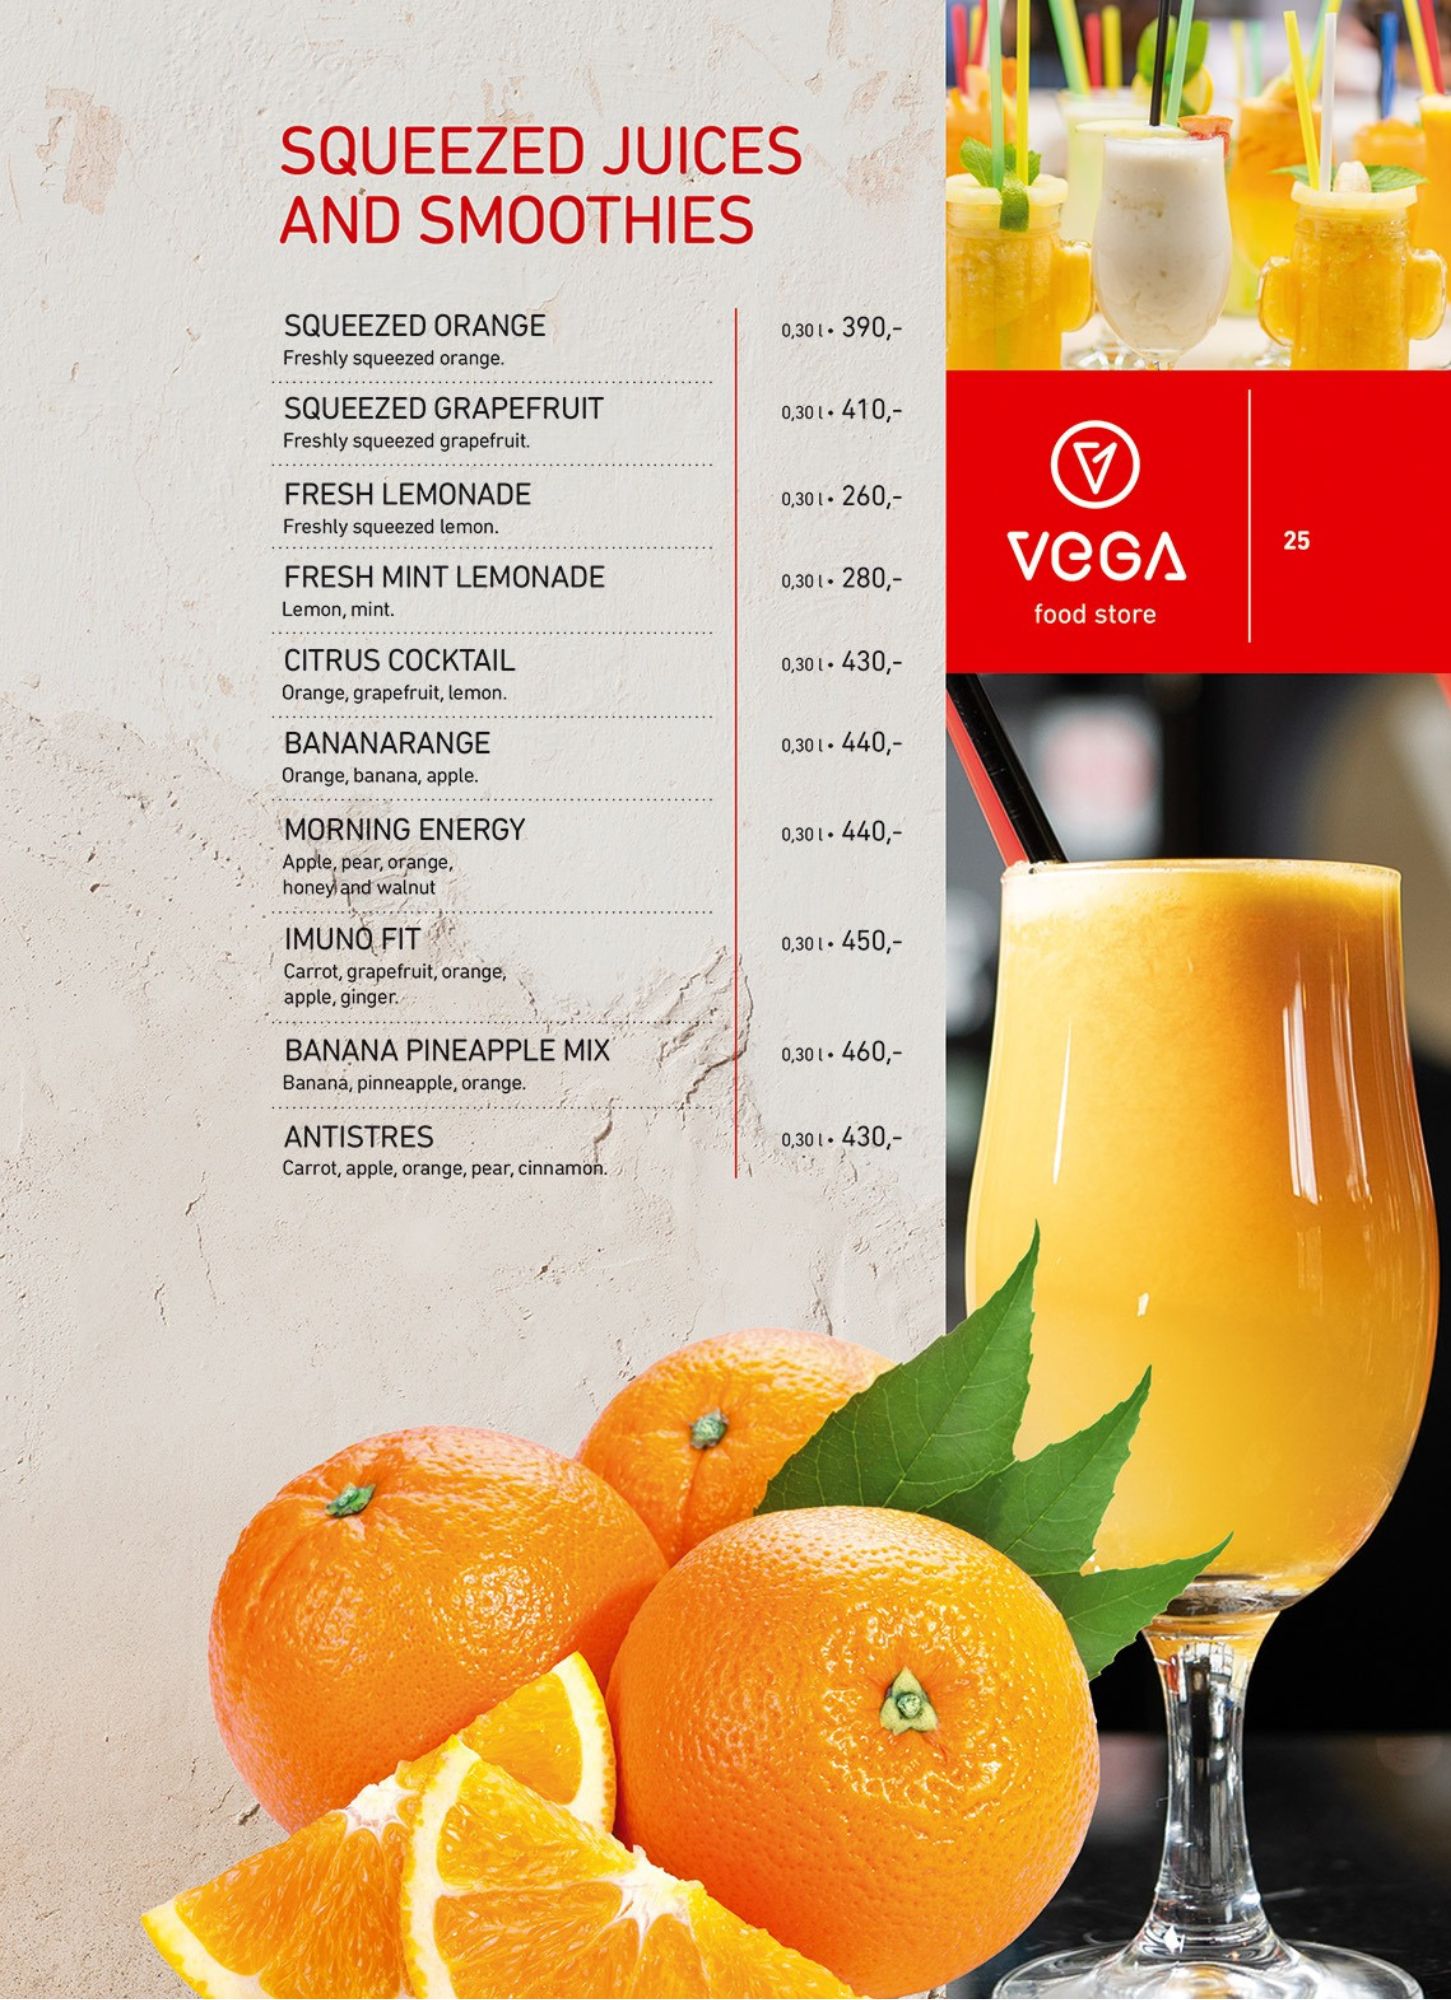 SQUEEZED JUICES
AND SMOOTHIES
SQUEEZED ORANGE 0,30 l • 390,-
Freshly squeezed orange.
SQUEEZED GRAPEFRUIT 0,30 l • 410,-
Freshly squeezed grapefruit.
FRESH LEMONADE 0,30 l • 260,-
Freshly squeezed lemon.
FRESH MINT LEMONADE 0,30 l • 280,-
Lemon, mint.
CITRUS COCKTAIL 0,30 l • 430,-
Orange, grapefruit, lemon.
BANANARANGE 0,30 l • 440,-
Orange, banana, apple.
MORNING ENERGY 0,30 l • 440,-
Apple, pear, orange,
honey and walnut
IMUNO FIT 0,30 l • 450,-
Carrot, grapefruit, orange,
apple, ginger.
BANANA PINEAPPLE MIX 0,30 l • 460,-
Banana, pinneapple, orange.
ANTISTRES 0,30 l • 430,-
Carrot, apple, orange, pear, cinnamon.
VeGA
food store
25